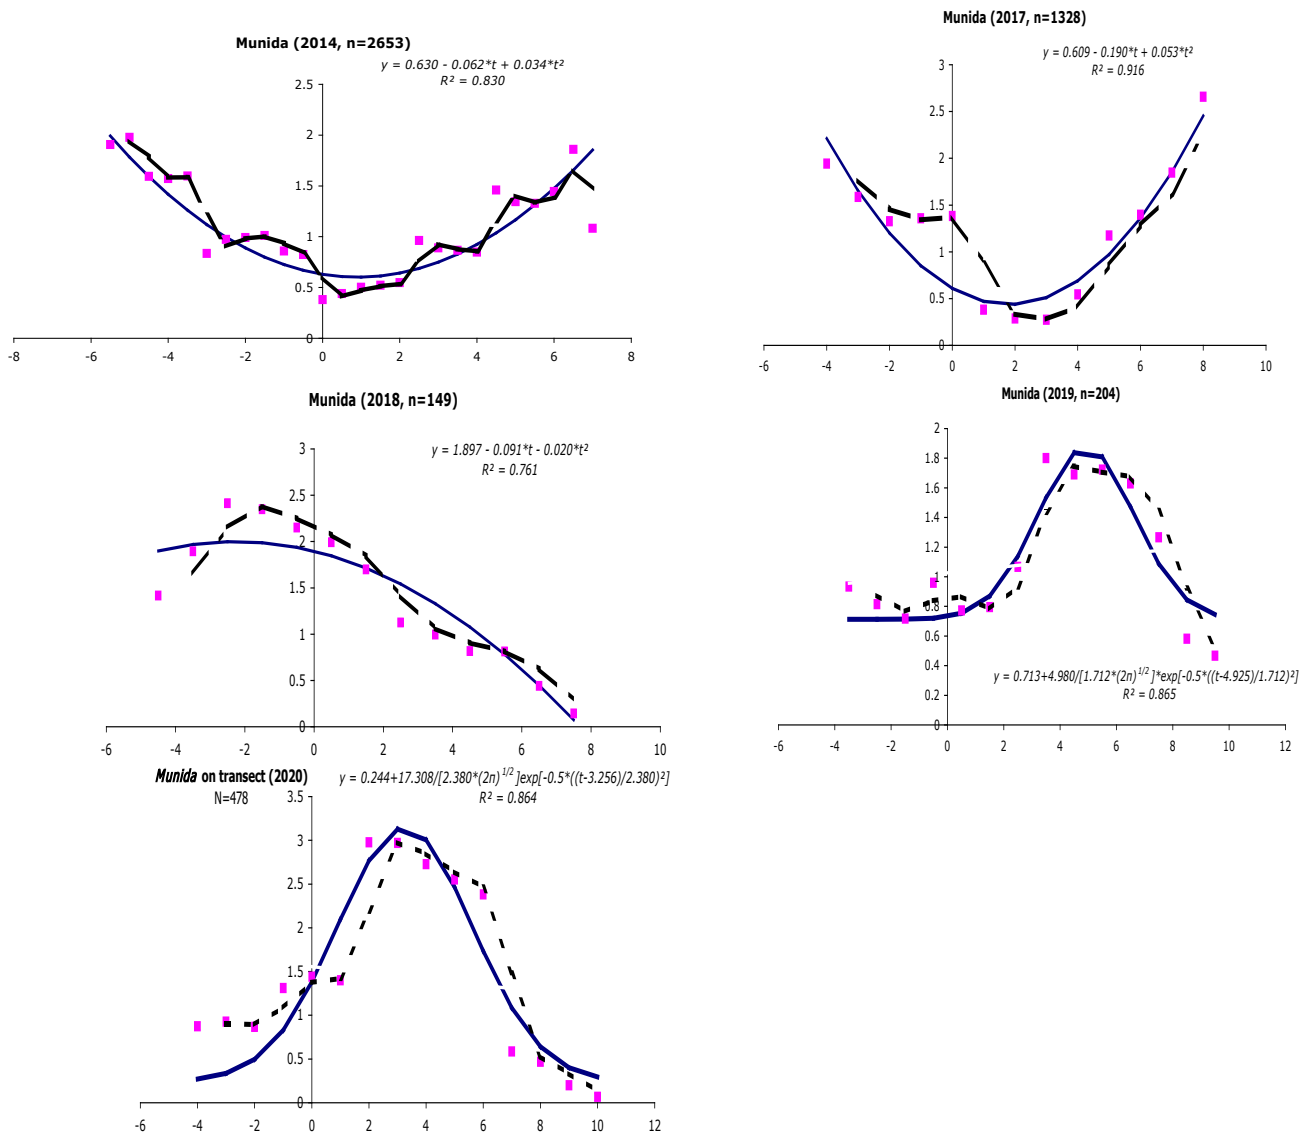 Munida (2014, n=2653)
y = 0.630 - 0.062*t + 0.034*t²
R² = 0.830
2.5
2
1.5
1
0.5
0
-8 -6 -4 -2 0 2 4 6 8
Munida (2017, n=1328)
y = 0.609 - 0.190*t + 0.053*t²
R² = 0.916
3
2.5
2
1.5
1
0.5
0
-6 -4 -2 0 2 4 6 8 10
Munida (2018, n=149)
y = 1.897 - 0.091*t - 0.020*t²
R² = 0.761
3
2.5
2
1.5
1
0.5
0
-6 -4 -2 0 2 4 6 8 10
Munida (2019, n=204)
2
1.8
1.6
1.4
1.2
1
0.8
0.6
0.4
0.2
0
y = 0.713+4.980/[1.712*(2π)^1/2]*exp[-0.5*((t-4.925)/1.712)²]
R² = 0.865
-6 -4 -2 0 2 4 6 8 10 12
Munida on transect (2020)
N=478
y = 0.244+17.308/[2.380*(2π)^1/2]exp[-0.5*((t-3.256)/2.380)²]
R² = 0.864
3.5
3
2.5
2
1.5
1
0.5
0
-6 -4 -2 0 2 4 6 8 10 12